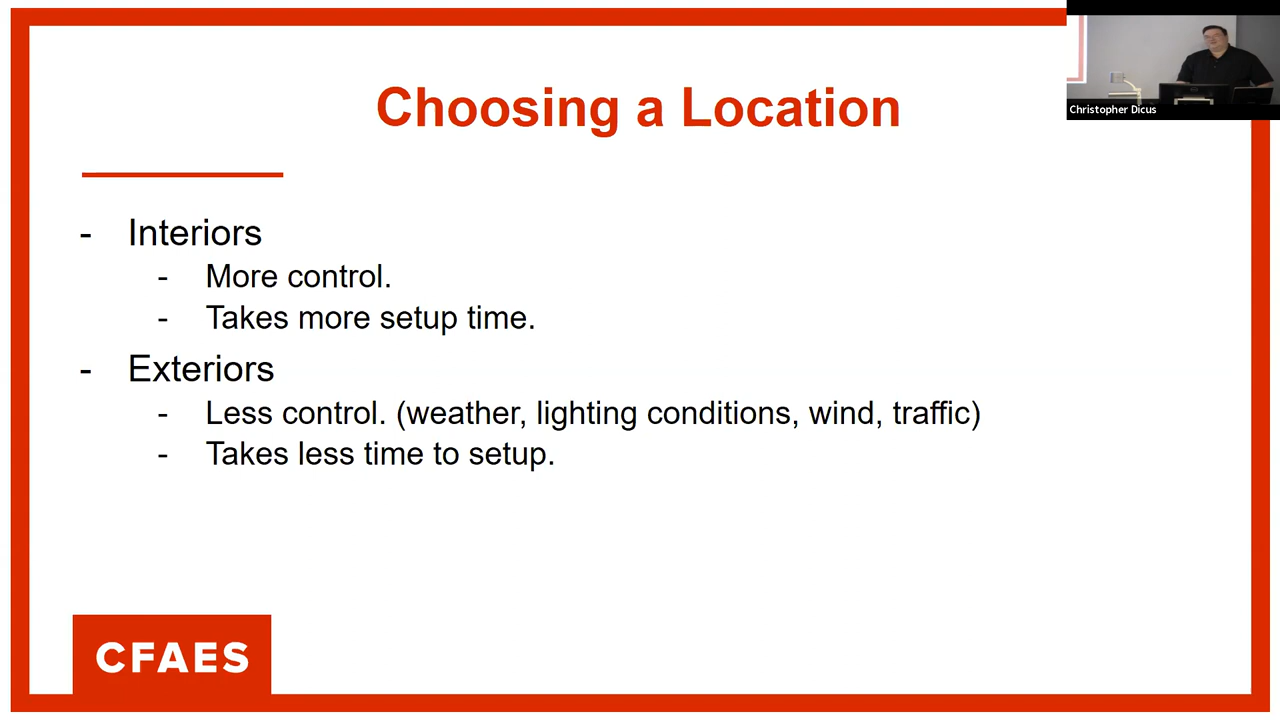 Choosing a Location
Christopher Dicus
- Interiors
- More control.
- Takes more setup time.
- Exteriors
- Less control. (weather, lighting conditions, wind, traffic)
- Takes less time to setup.
CFAES